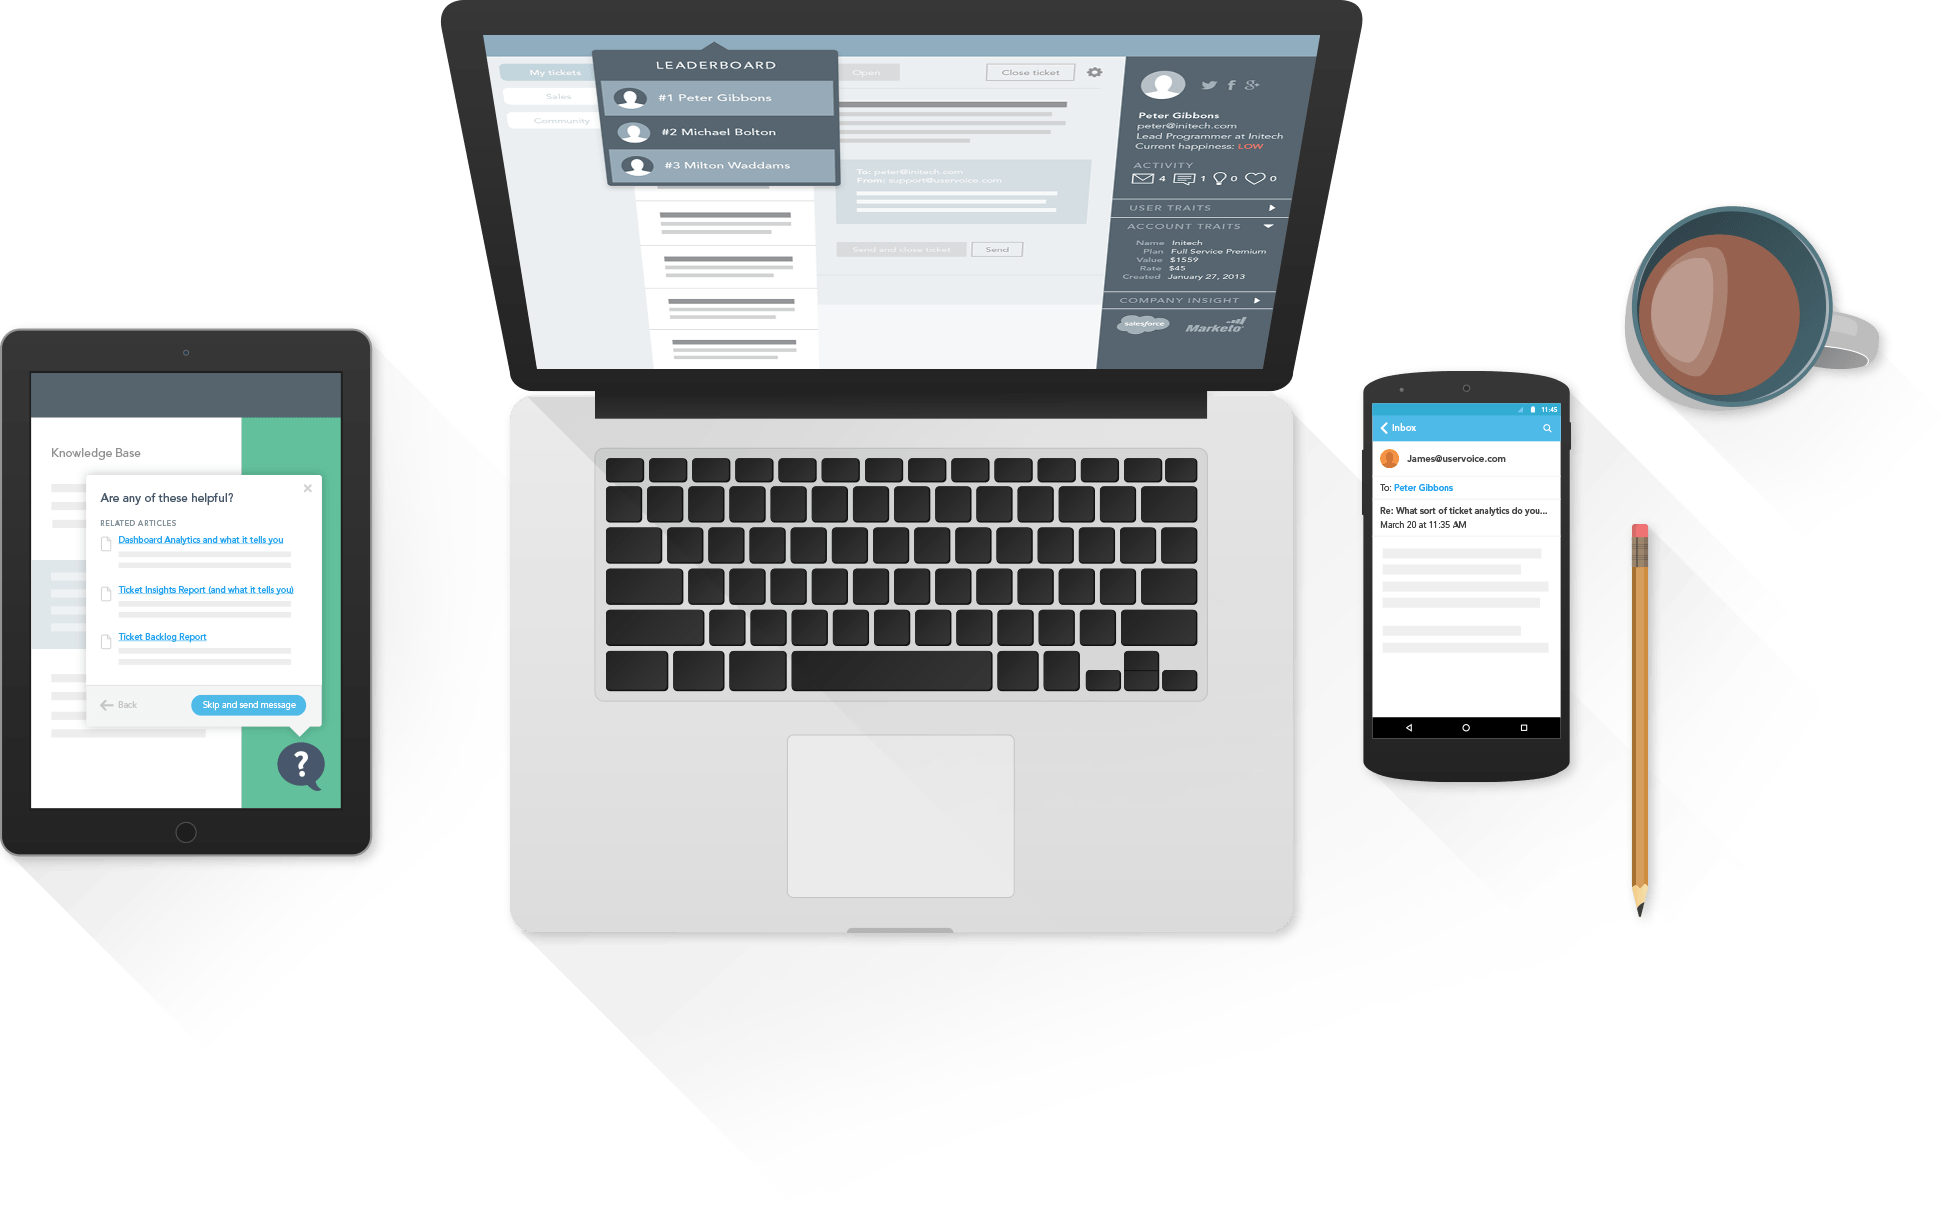 LEADERBOARD
#1 Peter Gibbons
#2 Michael Bolton
#3 Milton Waddams
My tickets
Sales
Community
Open
Close ticket
To: peter@initech.com
From: support@uservoice.com
Send and close ticket
Send
Peter Gibbons
peter@initech.com
Lead Programmer at Initech
Current happiness: LOW
ACTIVITY
4 1 0 0
USER TRAITS
ACCOUNT TRAITS
Name Initech
Plan Full Service Premium
Value $1559
Rate $45
Created January 27, 2013
COMPANY INSIGHT
salesforce
Marketo
Knowledge Base
Are any of these helpful?
RELATED ARTICLES
Dashboard Analytics and what it tells you
Ticket Insights Report (and what it tells you)
Ticket Backlog Report
Back
Skip and send message
?
11:45
Inbox
James@uservoice.com
To: Peter Gibbons
Re: What sort of ticket analytics do you...
March 20 at 11:35 AM